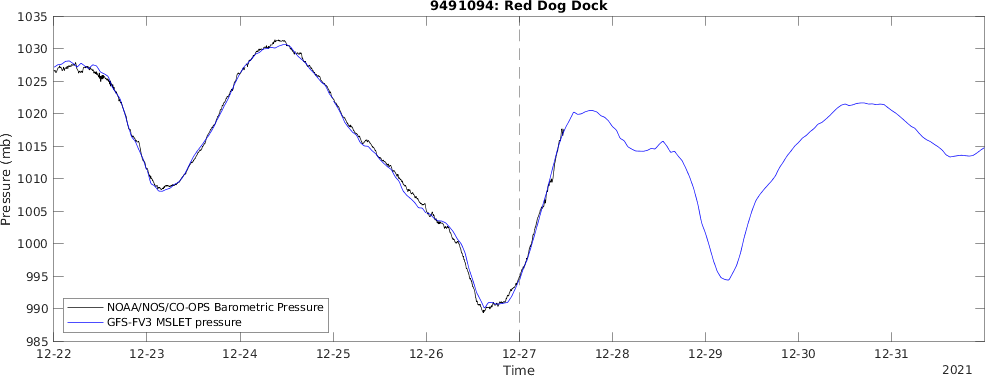 9491094: Red Dog Dock
Pressure (mb)
1035
1030
1025
1020
1015
1010
1005
1000
995
990
985
NOAA/NOS/CO-OPS Barometric Pressure
GFS-FV3 MSLET pressure
12-22 12-23 12-24 12-25 12-26 12-27 12-28 12-29 12-30 12-31
Time
2021